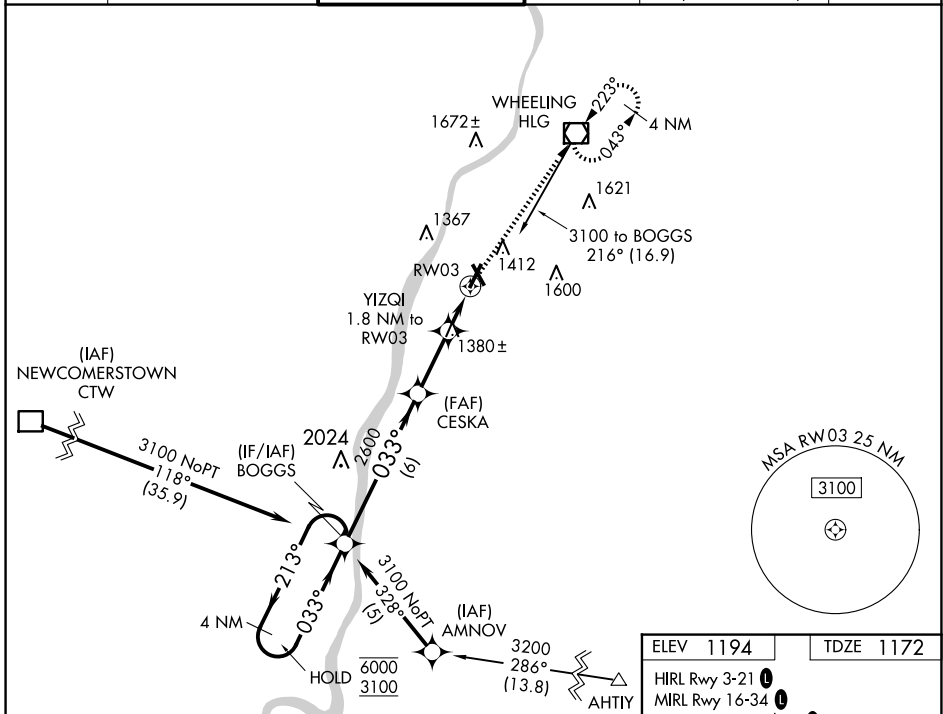 WHEELING
HLG
223°
043°
4 NM
1672±
1621
1367
3100 to BOGGS
216° (16.9)
1412
RW03
1600
YIZQI
1.8 NM to
RW03
1380±
(IAF)
NEWCOMERSTOWN
CTW
(FAF)
CESKA
3100 NoPT
118°
(35.9)
(IF/IAF)
BOGGS
2024
2600
033°
(6)
MSA RW03 25 NM
3100
213°
033°
4 NM
HOLD
6000
3100
3100 NoPT
328°
(5)
(IAF)
AMNOV
3200
286°
(13.8)
AHTIY
ELEV 1194
TDZE 1172
HIRL Rwy 3-21 L
MIRL Rwy 16-34 L